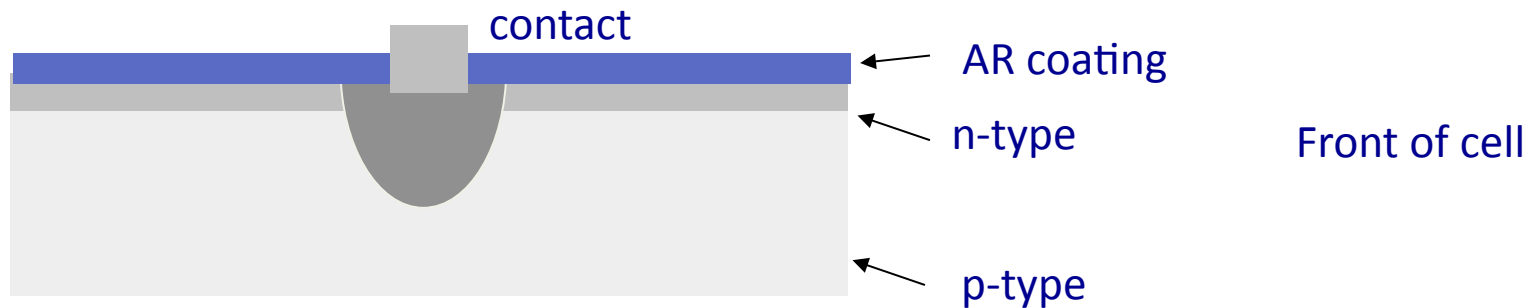 contact
AR coating
n-type
Front of cell
p-type